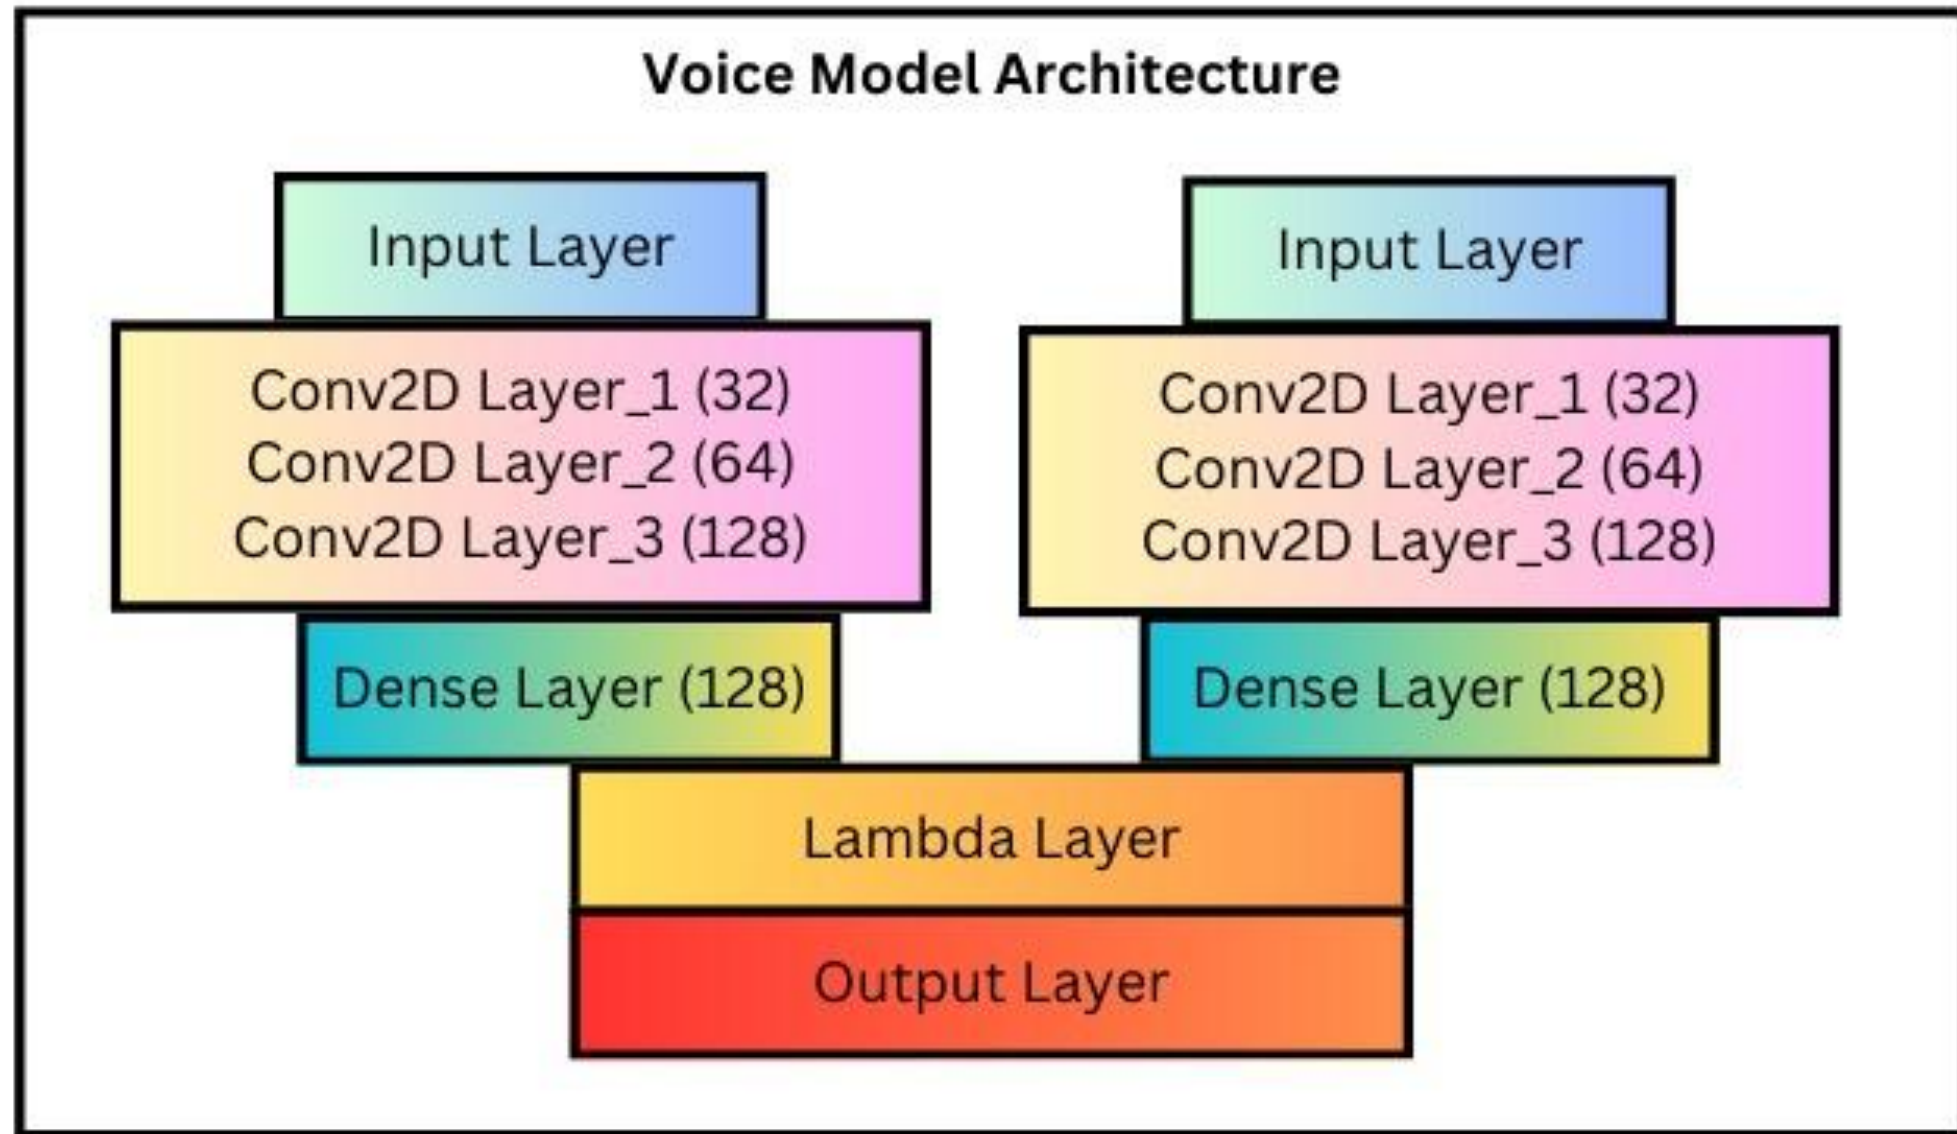 Voice Model Architecture
Input Layer
Conv2D Layer_1 (32)
Conv2D Layer_2 (64)
Conv2D Layer_3 (128)
Dense Layer (128)
Input Layer
Conv2D Layer_1 (32)
Conv2D Layer_2 (64)
Conv2D Layer_3 (128)
Dense Layer (128)
Lambda Layer
Output Layer